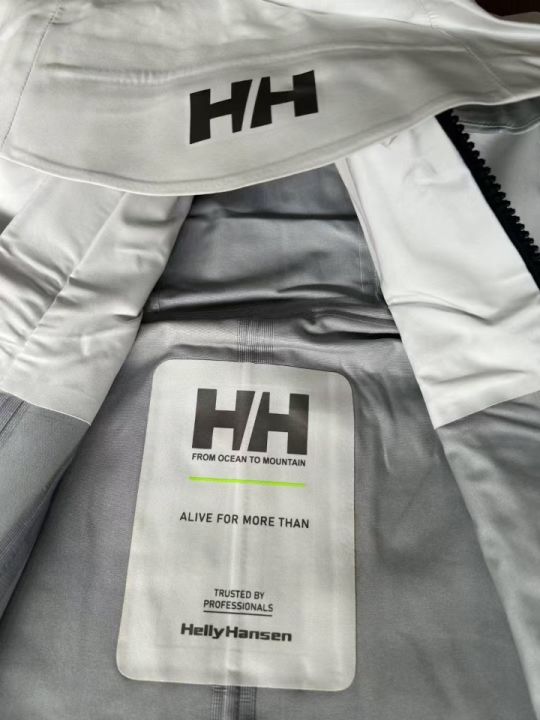 HH
HH
FROM OCEAN TO MOUNTAIN
ALIVE FOR MORE THAN
TRUSTED BY
PROFESSIONALS
HellyHansen